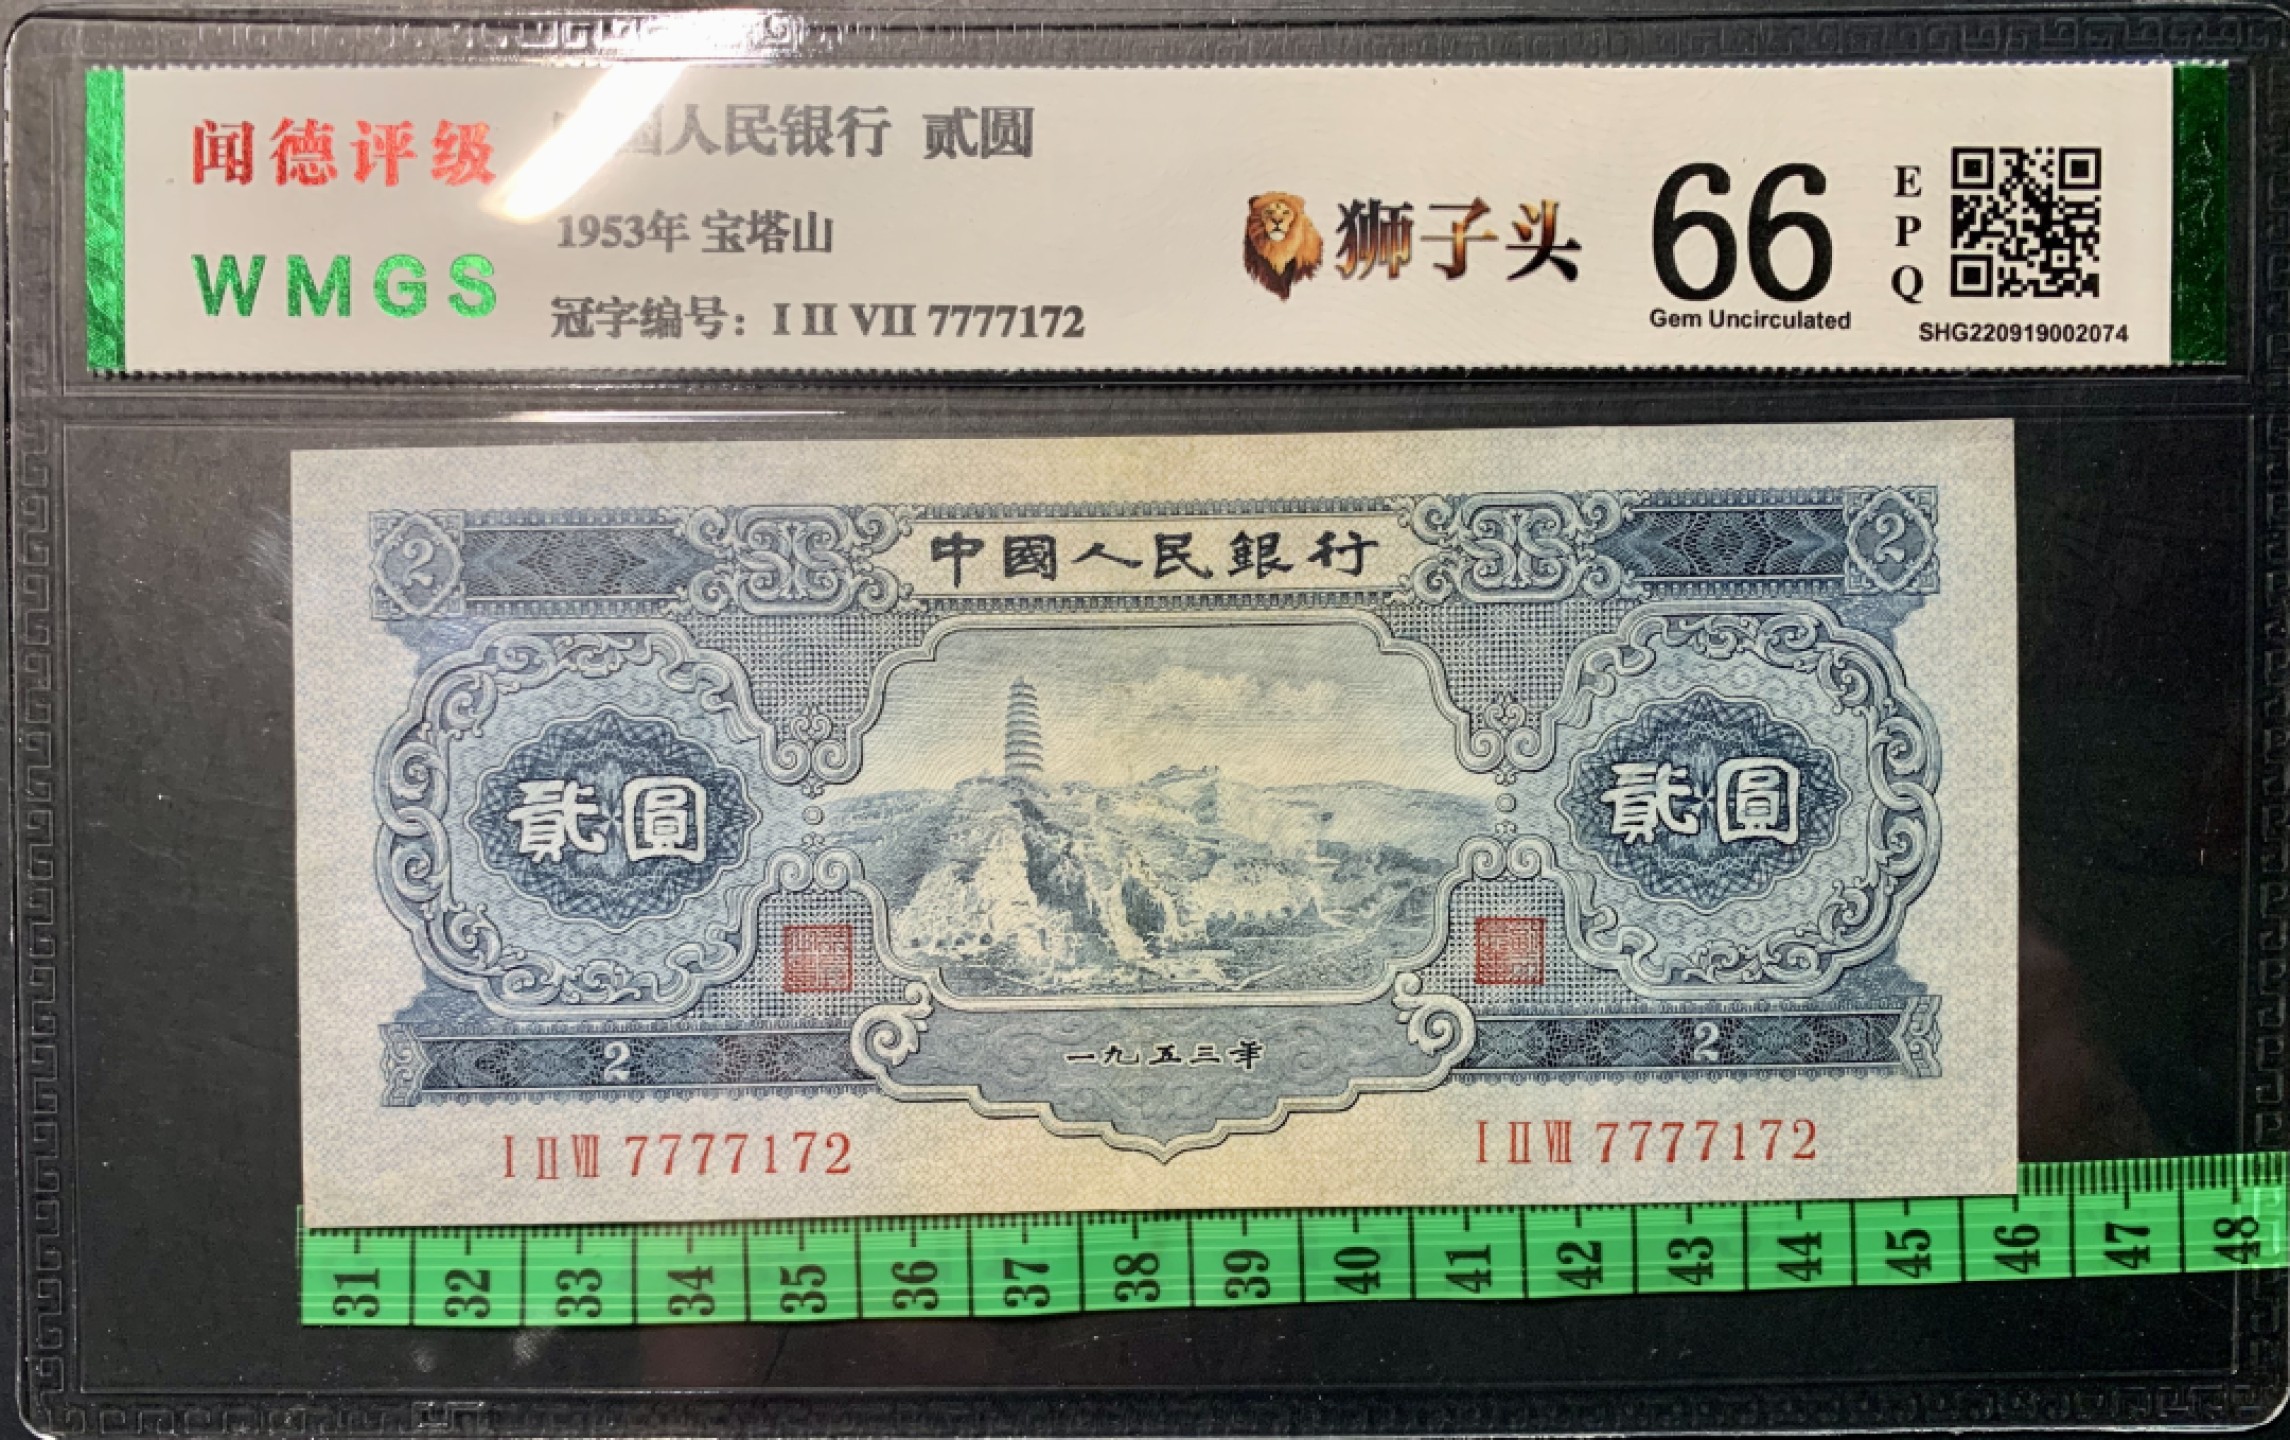 闻德评级
WMGS
中國人民银行 贰圆
1953年 宝塔山
冠字编号：I II VII 7777172
狮子头
66
Gem Uncirculated
EPQ
SHG220919002074
2
中國人民銀行
2
貳圓
貳圓
2
一九五三年
2
I II VII 7777172
I II VII 7777172
31 32 33 34 35 36 37 38 39 40 41 42 43 44 45 46 47 48